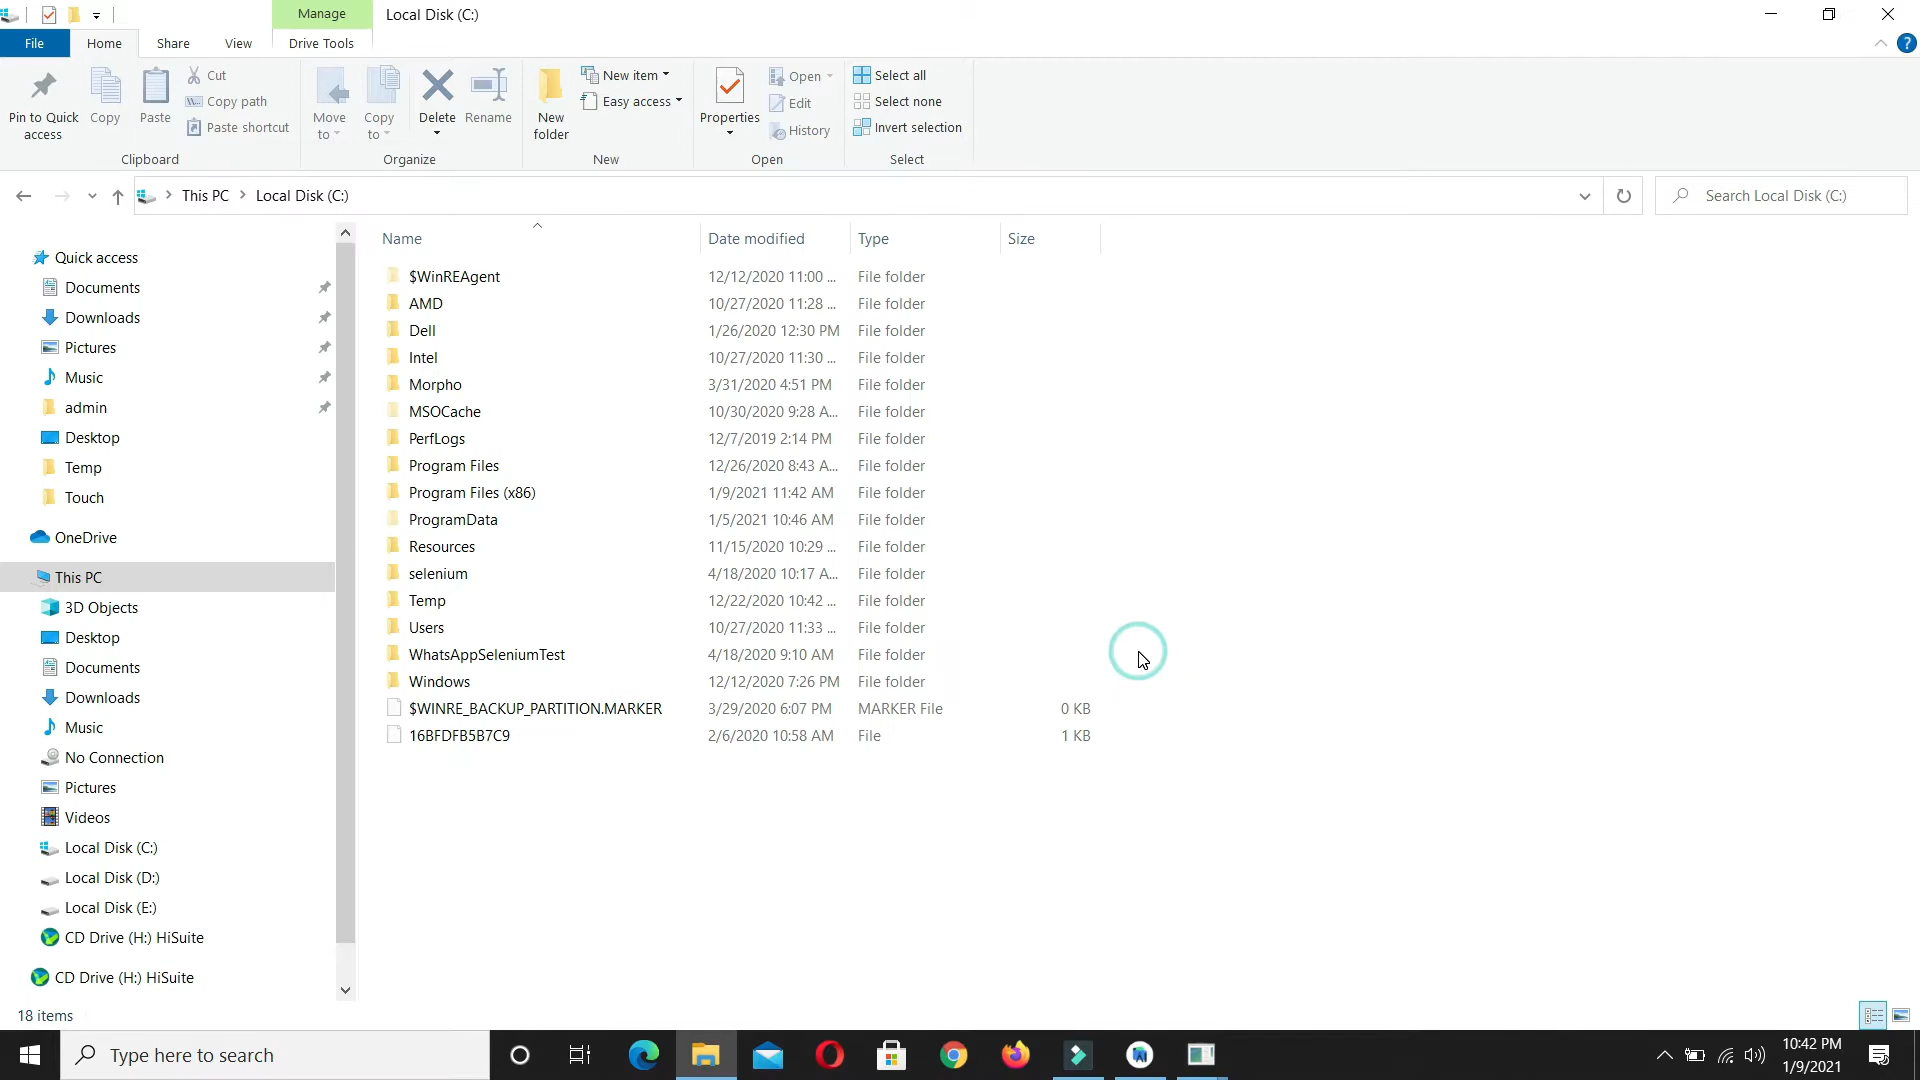 Manage
Local Disk (C:)
File
Home
Share
View
Drive Tools
Pin to Quick access
Copy
Paste
Cut
Copy path
Paste shortcut
Clipboard
Move to
Copy to
Delete
Rename
Organize
New folder
New item
Easy access
New
Properties
Open
Edit
History
Open
Select all
Select none
Invert selection
Select
This PC > Local Disk (C:)
Search Local Disk (C:)
Quick access
Documents
Downloads
Pictures
Music
admin
Desktop
Temp
Touch
OneDrive
This PC
3D Objects
Desktop
Documents
Downloads
Music
No Connection
Pictures
Videos
Local Disk (C:)
Local Disk (D:)
Local Disk (E:)
CD Drive (H:) HiSuite
CD Drive (H:) HiSuite
Name Date modified Type Size
$WinREAgent 12/12/2020 11:00 ... File folder
AMD 10/27/2020 11:28 ... File folder
Dell 1/26/2020 12:30 PM File folder
Intel 10/27/2020 11:30 ... File folder
Morpho 3/31/2020 4:51 PM File folder
MSOCache 10/30/2020 9:28 A... File folder
PerfLogs 12/7/2019 2:14 PM File folder
Program Files 12/26/2020 8:43 A... File folder
Program Files (x86) 1/9/2021 11:42 AM File folder
ProgramData 1/5/2021 10:46 AM File folder
Resources 11/15/2020 10:29 ... File folder
selenium 4/18/2020 10:17 A... File folder
Temp 12/22/2020 10:42 ... File folder
Users 10/27/2020 11:33 ... File folder
WhatsAppSeleniumTest 4/18/2020 9:10 AM File folder
Windows 12/12/2020 7:26 PM File folder
$WINRE_BACKUP_PARTITION.MARKER 3/29/2020 6:07 PM MARKER File 0 KB
16BFDFB5B7C9 2/6/2020 10:58 AM File 1 KB
18 items
Type here to search
10:42 PM
1/9/2021